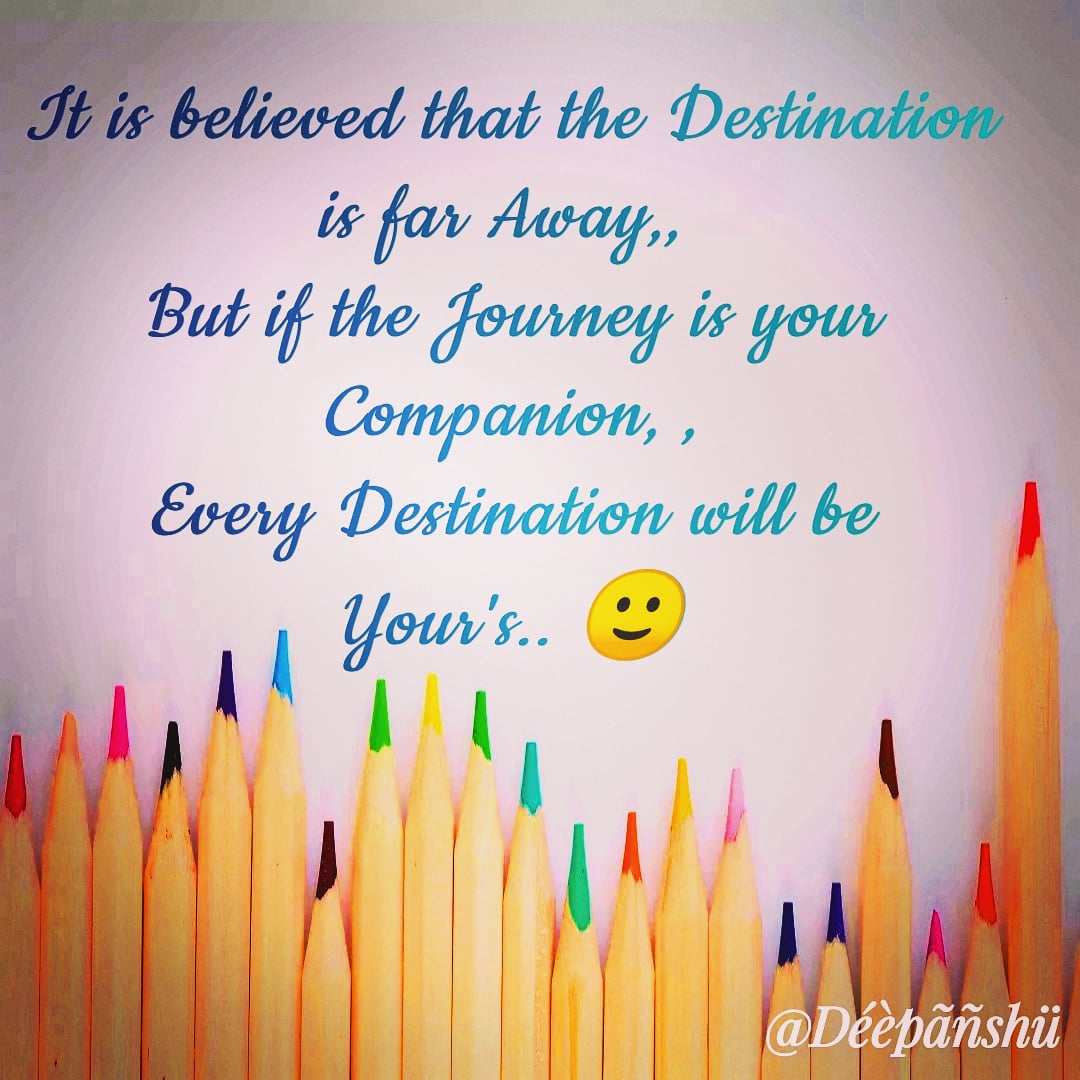 It is believed that the Destination
is far Away,,
But if the Journey is your
Companion, ,
Every Destination will be
Your's.. 🙂
@Déèpãñshü